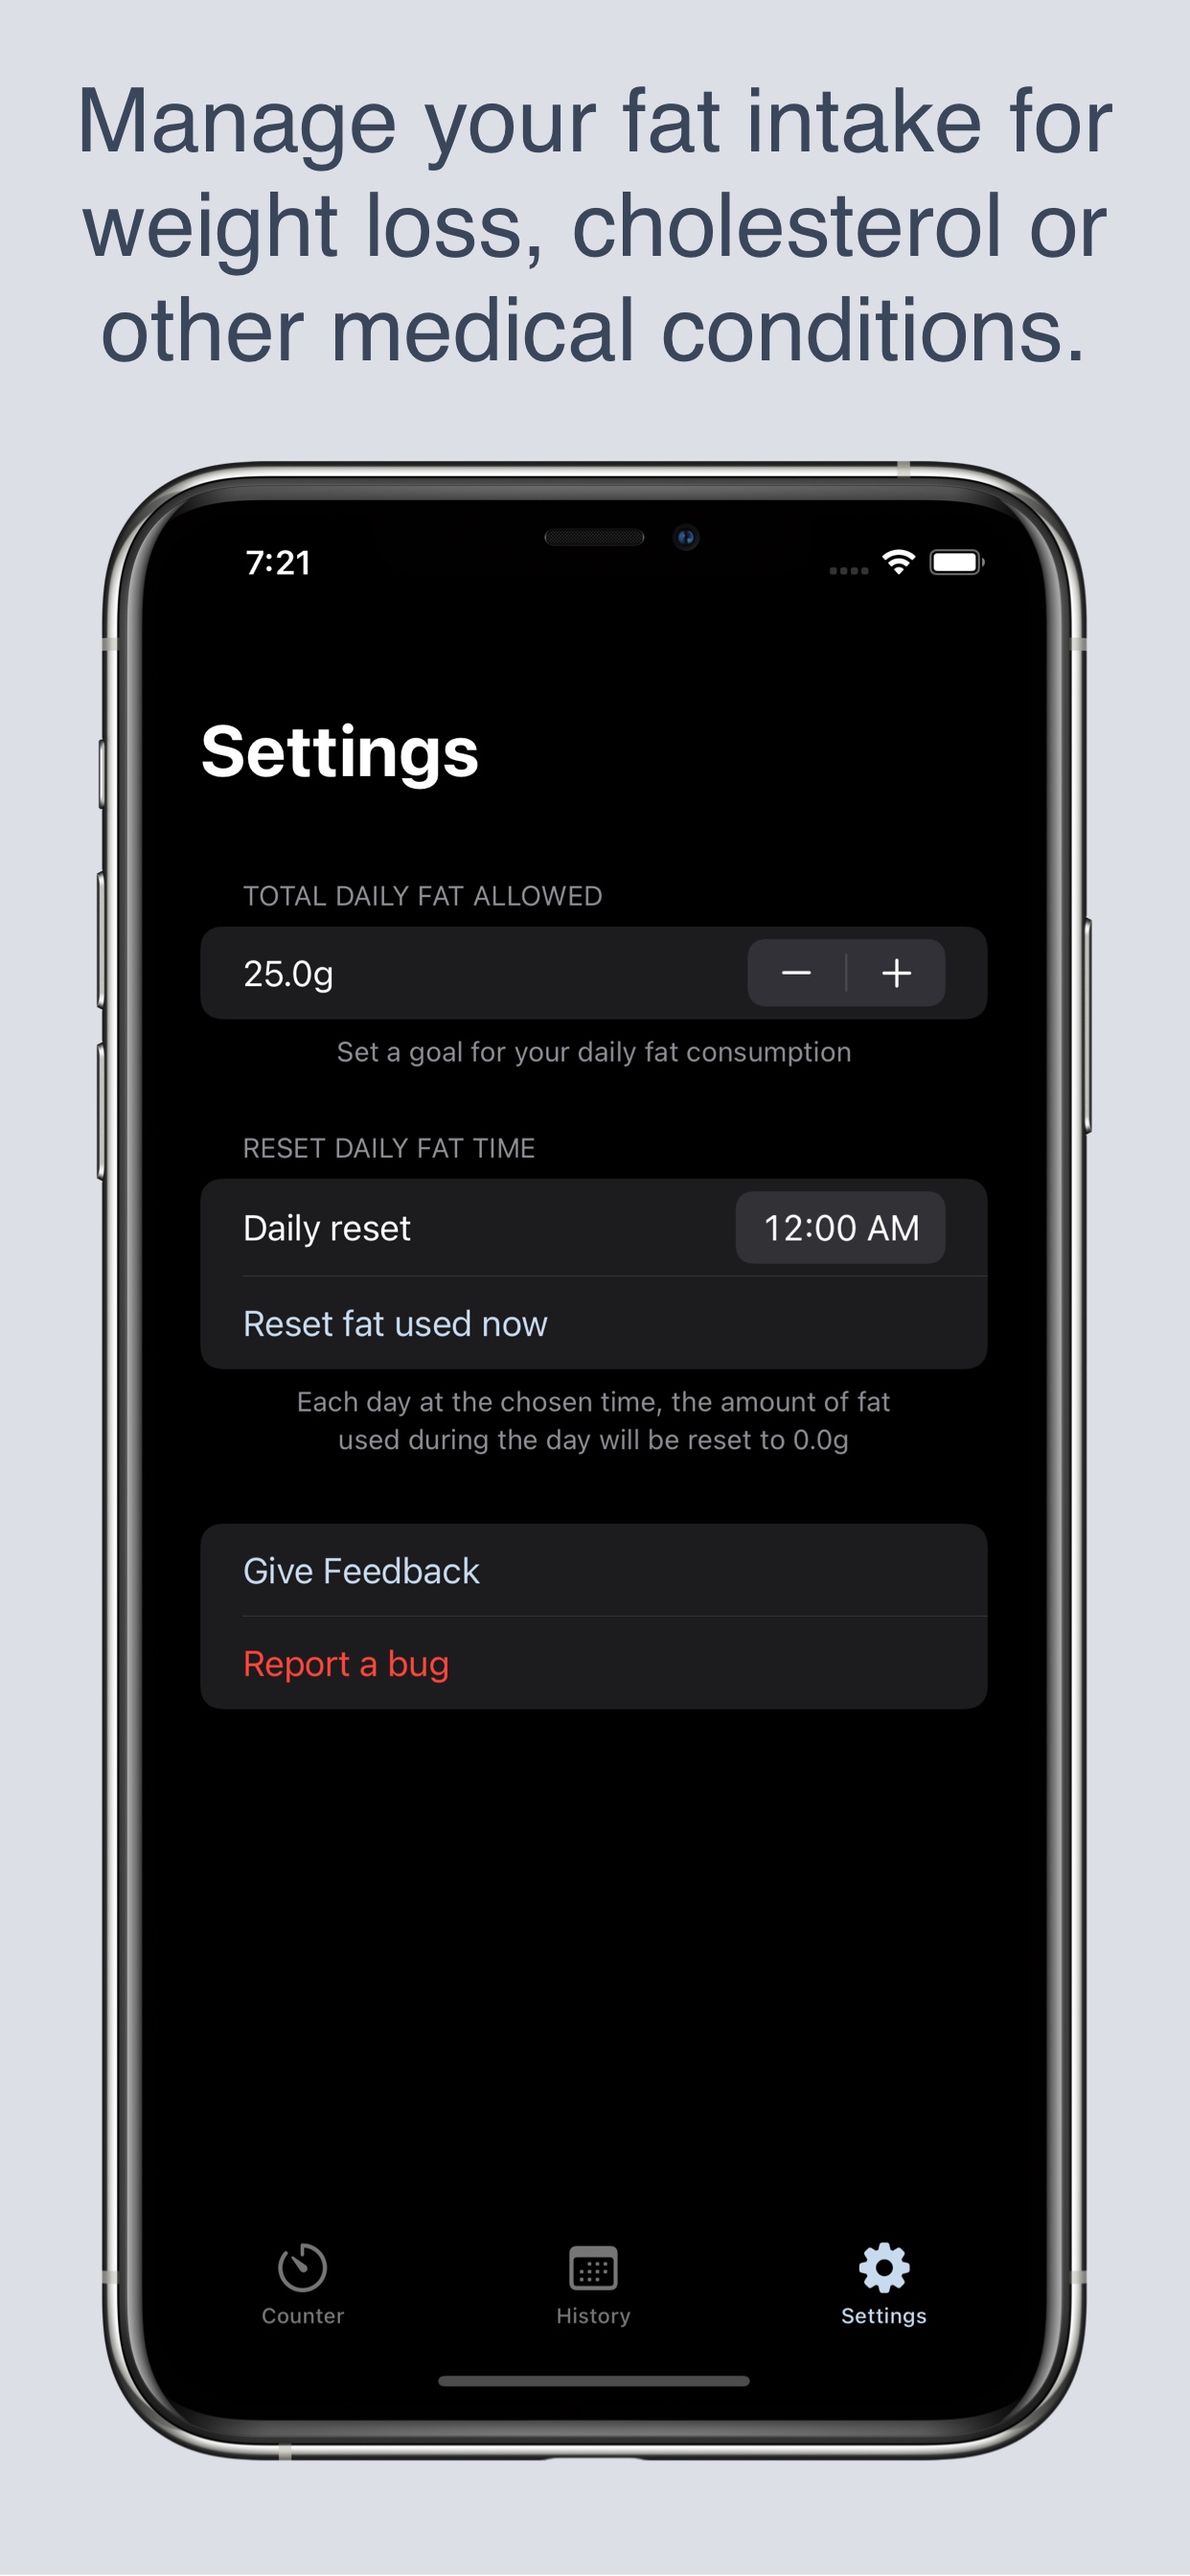 Manage your fat intake for
weight loss, cholesterol or
other medical conditions.
7:21
Settings
TOTAL DAILY FAT ALLOWED
25.0g
Set a goal for your daily fat consumption
RESET DAILY FAT TIME
Daily reset 12:00 AM
Reset fat used now
Each day at the chosen time, the amount of fat
used during the day will be reset to 0.0g
Give Feedback
Report a bug
Counter History Settings